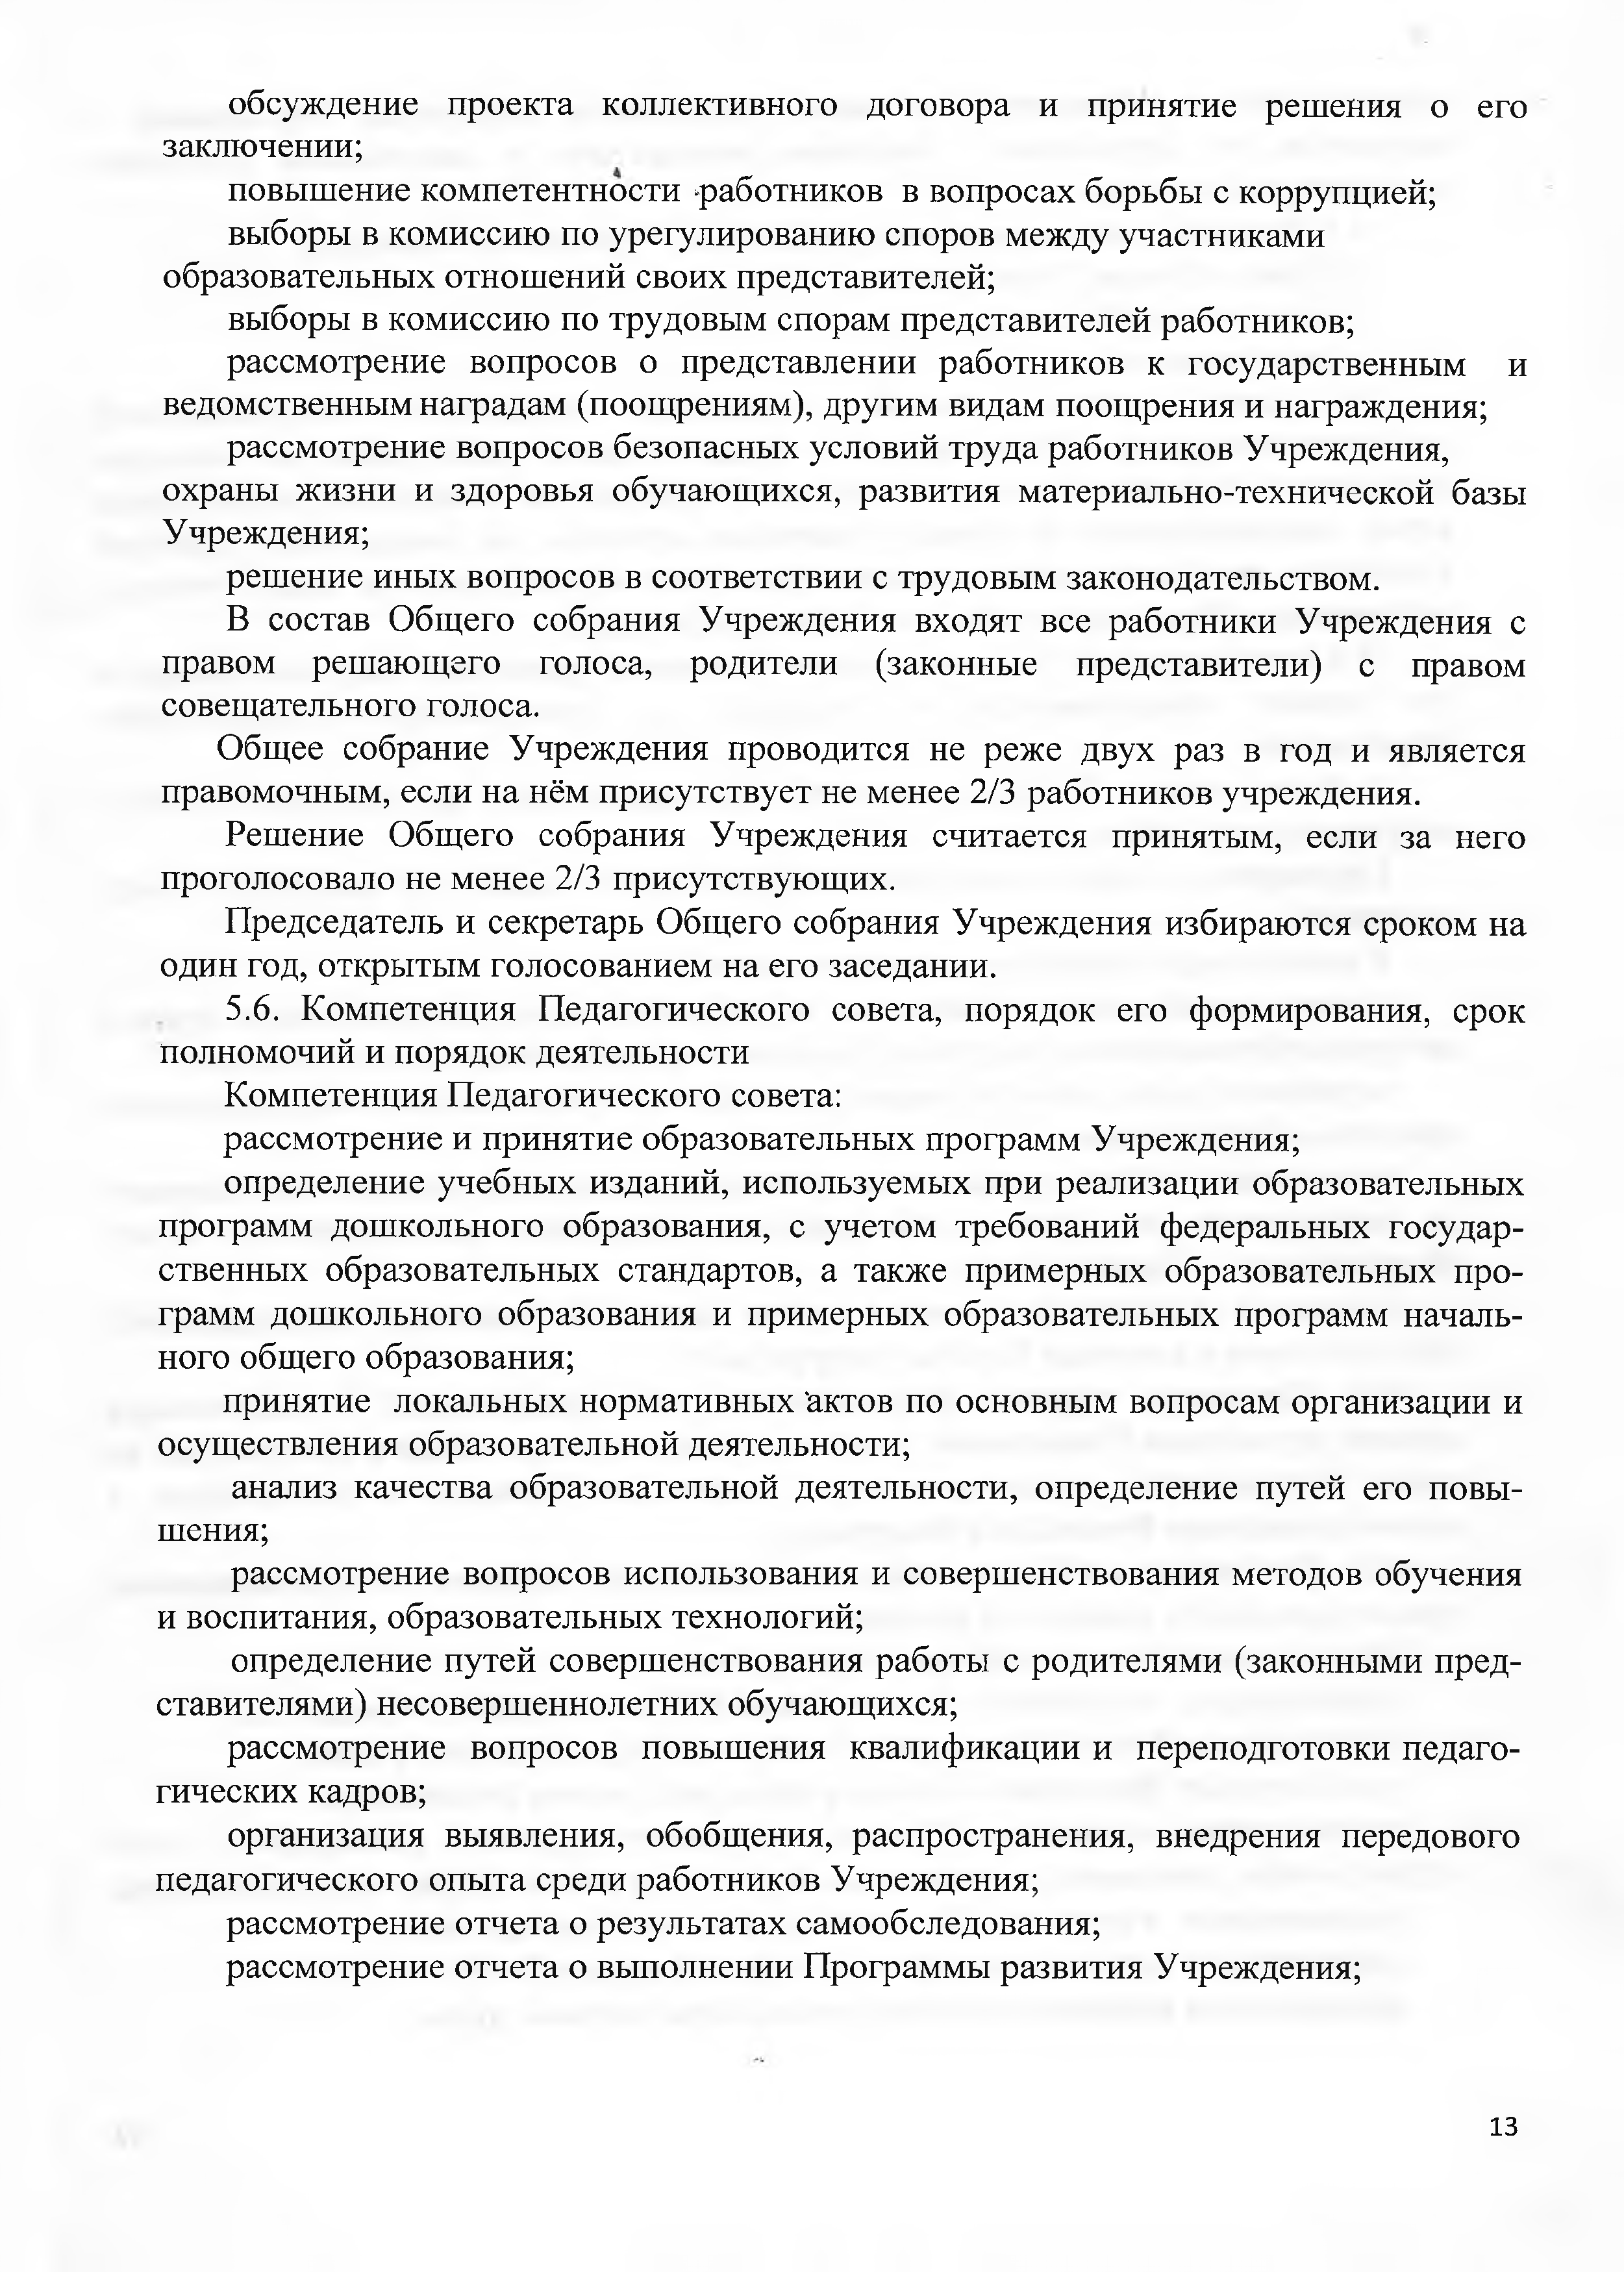 обсуждение проекта коллективного договора и принятие решения о его
заключении;
повышение компетентности работников в вопросах борьбы с коррупцией;
выборы в комиссию по урегулированию споров между участниками
образовательных отношений своих представителей;
выборы в комиссию по трудовым спорам представителей работников;
рассмотрение вопросов о представлении работников к государственным и
ведомственным наградам (поощрениям), другим видам поощрения и награждения;
рассмотрение вопросов безопасных условий труда работников Учреждения,
охраны жизни и здоровья обучающихся, развития материально-технической базы
Учреждения;
решение иных вопросов в соответствии с трудовым законодательством.
В состав Общего собрания Учреждения входят все работники Учреждения с
правом решающего голоса, родители (законные представители) с правом
совещательного голоса.
Общее собрание Учреждения проводится не реже двух раз в год и является
правомочным, если на нём присутствует не менее 2/3 работников учреждения.
Решение Общего собрания Учреждения считается принятым, если за него
проголосовало не менее 2/3 присутствующих.
Председатель и секретарь Общего собрания Учреждения избираются сроком на
один год, открытым голосованием на его заседании.
5.6. Компетенция Педагогического совета, порядок его формирования, срок
полномочий и порядок деятельности
Компетенция Педагогического совета:
рассмотрение и принятие образовательных программ Учреждения;
определение учебных изданий, используемых при реализации образовательных
программ дошкольного образования, с учетом требований федеральных государ-
ственных образовательных стандартов, а также примерных образовательных про-
грамм дошкольного образования и примерных образовательных программ началь-
ного общего образования;
принятие локальных нормативных актов по основным вопросам организации и
осуществления образовательной деятельности;
анализ качества образовательной деятельности, определение путей его повы-
шения;
рассмотрение вопросов использования и совершенствования методов обучения
и воспитания, образовательных технологий;
определение путей совершенствования работы с родителями (законными пред-
ставителями) несовершеннолетних обучающихся;
рассмотрение вопросов повышения квалификации и переподготовки педаго-
гических кадров;
организация выявления, обобщения, распространения, внедрения передового
педагогического опыта среди работников Учреждения;
рассмотрение отчета о результатах самообследования;
рассмотрение отчета о выполнении Программы развития Учреждения;
13